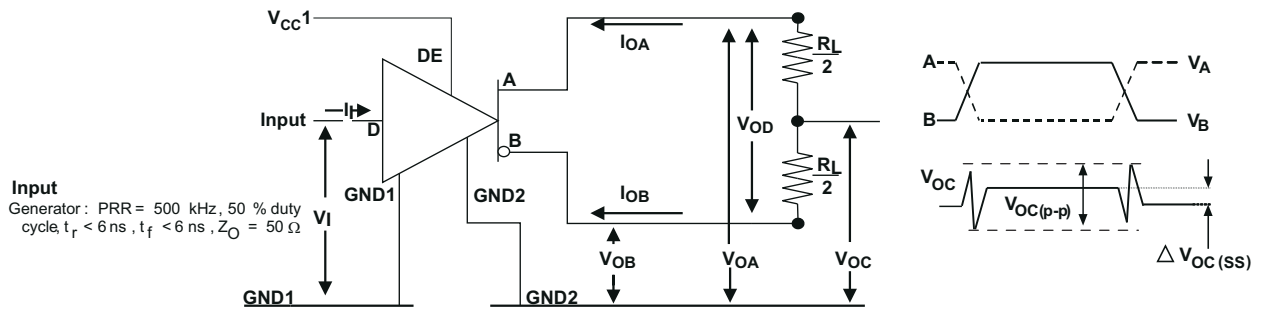 VCC1
DE
IOA
RL
2
A
II
Input
D
B
VOD
RL
2
GND1
GND2
IOB
Input
Generator: PRR = 500 kHz, 50 % duty
cycle, tr < 6 ns, tf < 6 ns, ZO = 50 Ω
VI
VOB
VOA
VOC
GND1
GND2
A
VA
B
VB
VOC
VOC(p-p)
△ VOC(SS)